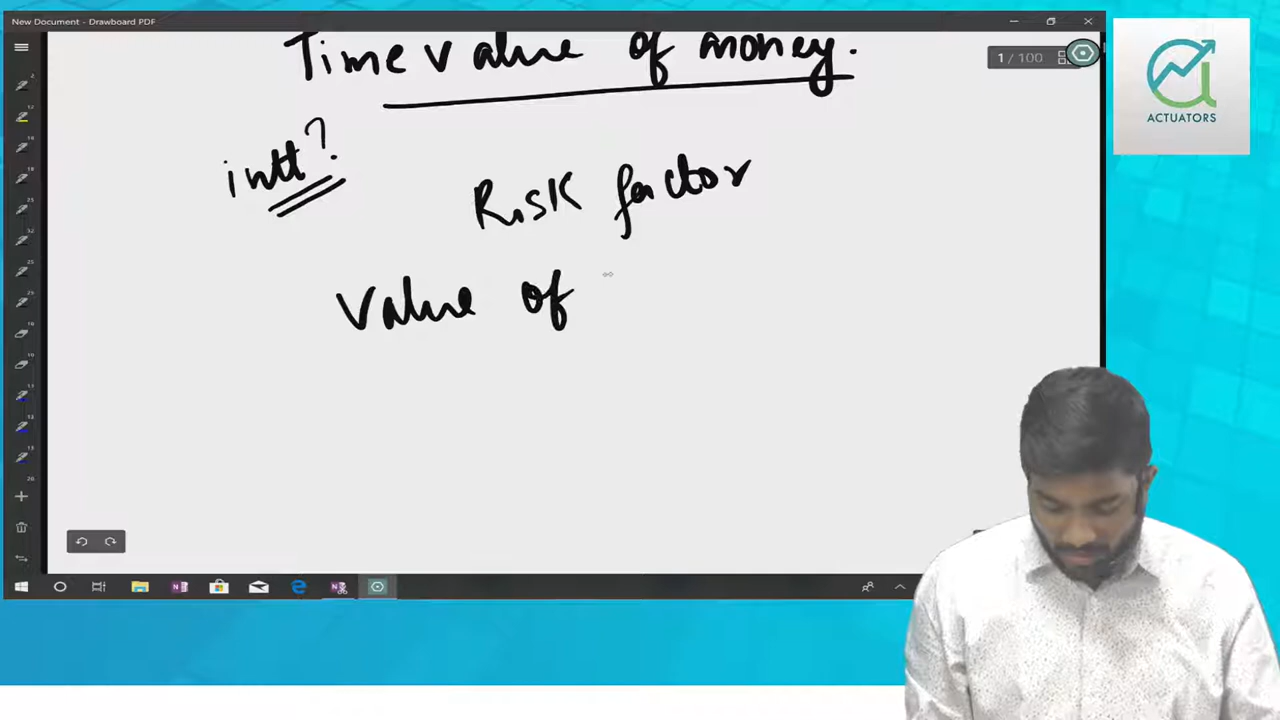 New Document - Drawboard PDF
1 / 100
Time value of money.
intt?
Risk factor
value of
ACTUATORS